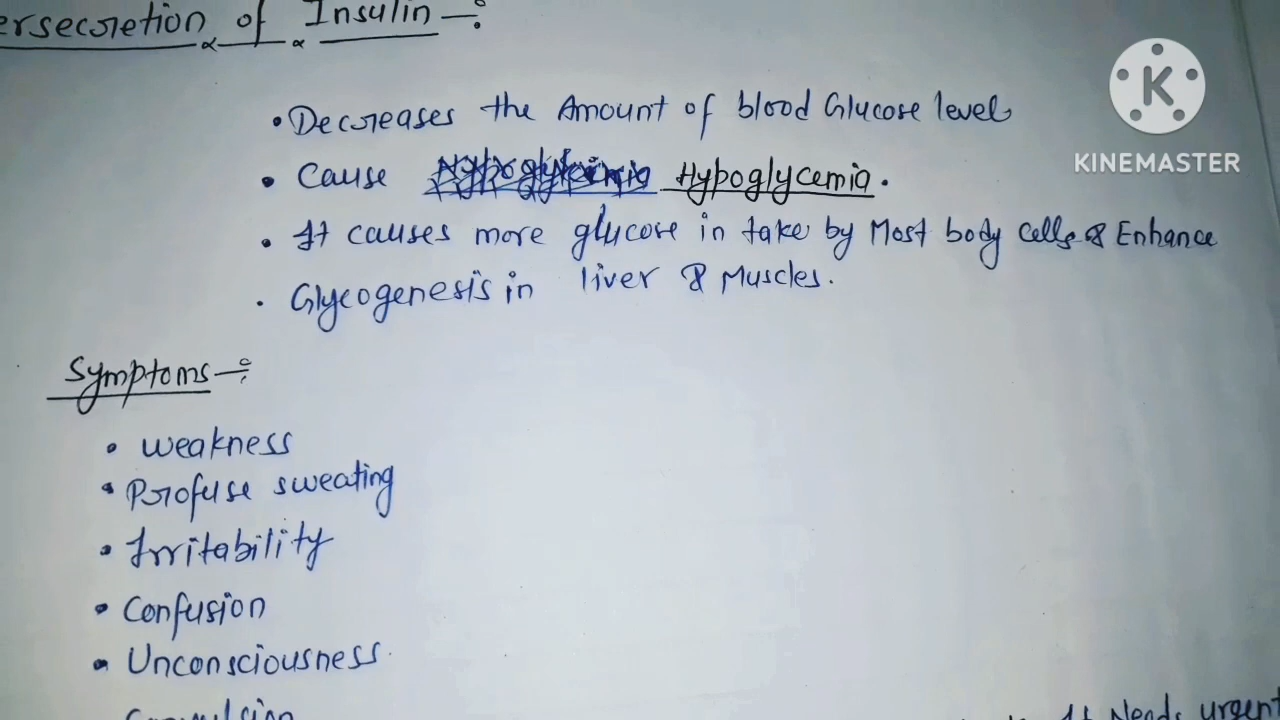 ersecretion of Insulin -:
• Decreases the Amount of blood Glucose level
• Cause Hypoglycemia.
• It causes more glucose in take by Most body cells & Enhance
• Glycogenesis in liver & Muscles.
Symptoms -:
• Weakness
• Profuse sweating
• Irritability
• Confusion
• Unconsciousness.
It Needs urgent
K
KINEMASTER